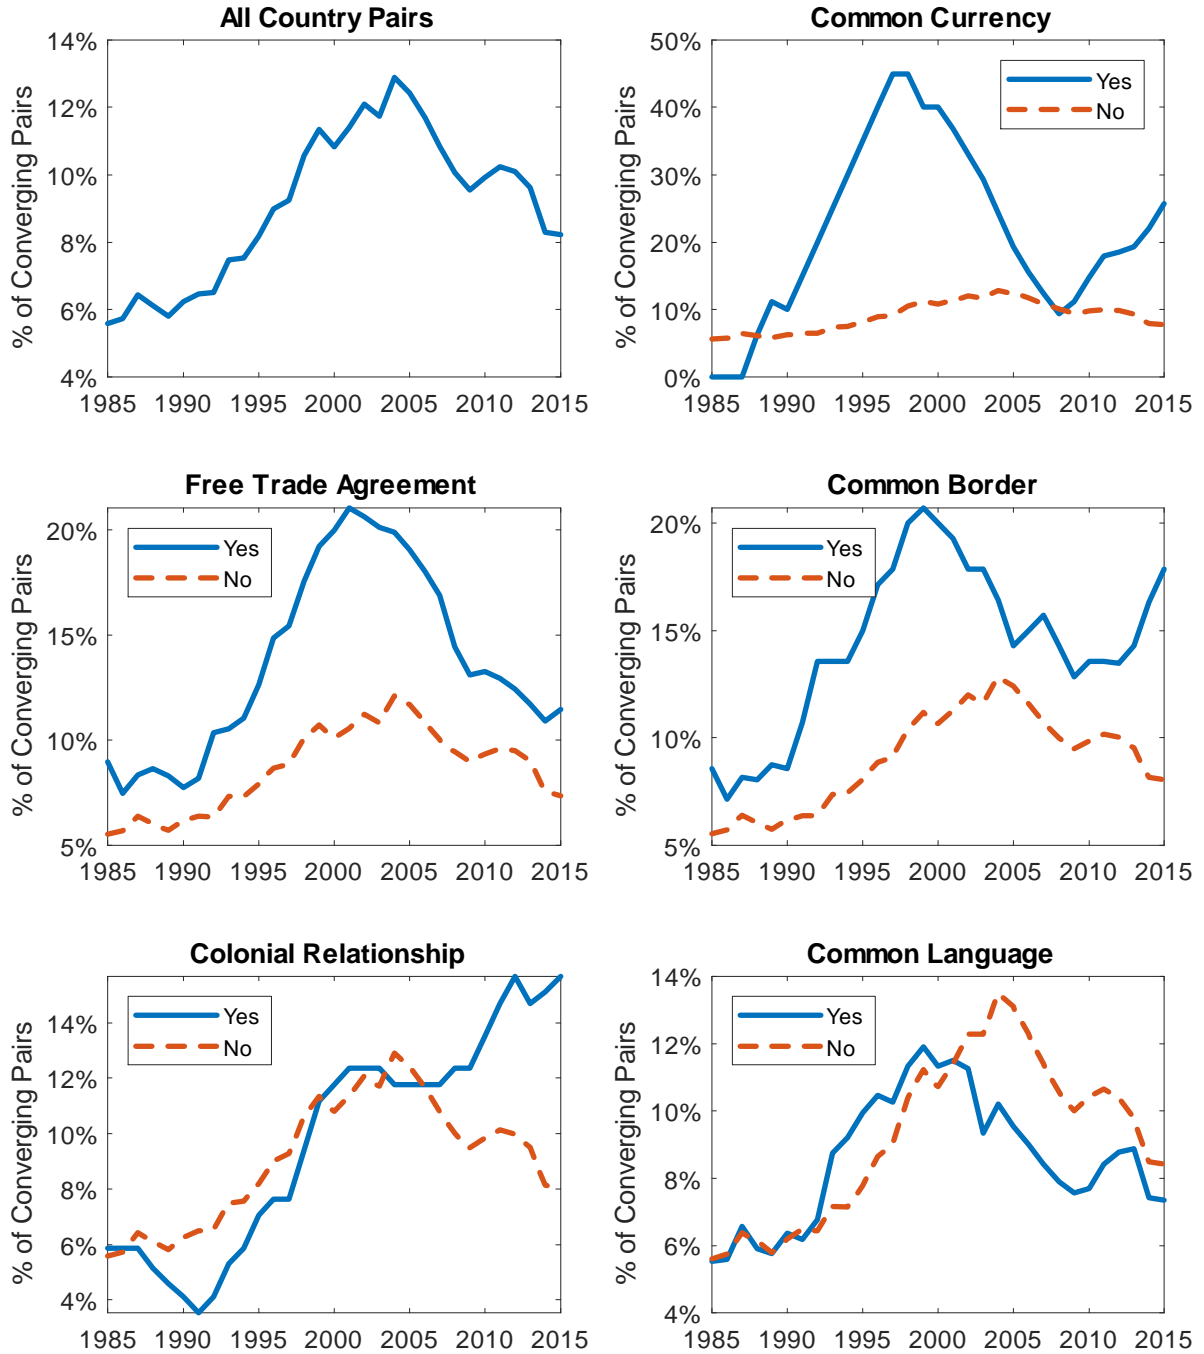 All Country Pairs
% of Converging Pairs
14%
12%
10%
8%
6%
4%
1985 1990 1995 2000 2005 2010 2015
Common Currency
% of Converging Pairs
50%
40%
30%
20%
10%
0%
Yes
No
1985 1990 1995 2000 2005 2010 2015
Free Trade Agreement
% of Converging Pairs
20%
15%
10%
5%
Yes
No
1985 1990 1995 2000 2005 2010 2015
Common Border
% of Converging Pairs
20%
15%
10%
5%
Yes
No
1985 1990 1995 2000 2005 2010 2015
Colonial Relationship
% of Converging Pairs
14%
12%
10%
8%
6%
4%
Yes
No
1985 1990 1995 2000 2005 2010 2015
Common Language
% of Converging Pairs
14%
12%
10%
8%
6%
4%
Yes
No
1985 1990 1995 2000 2005 2010 2015